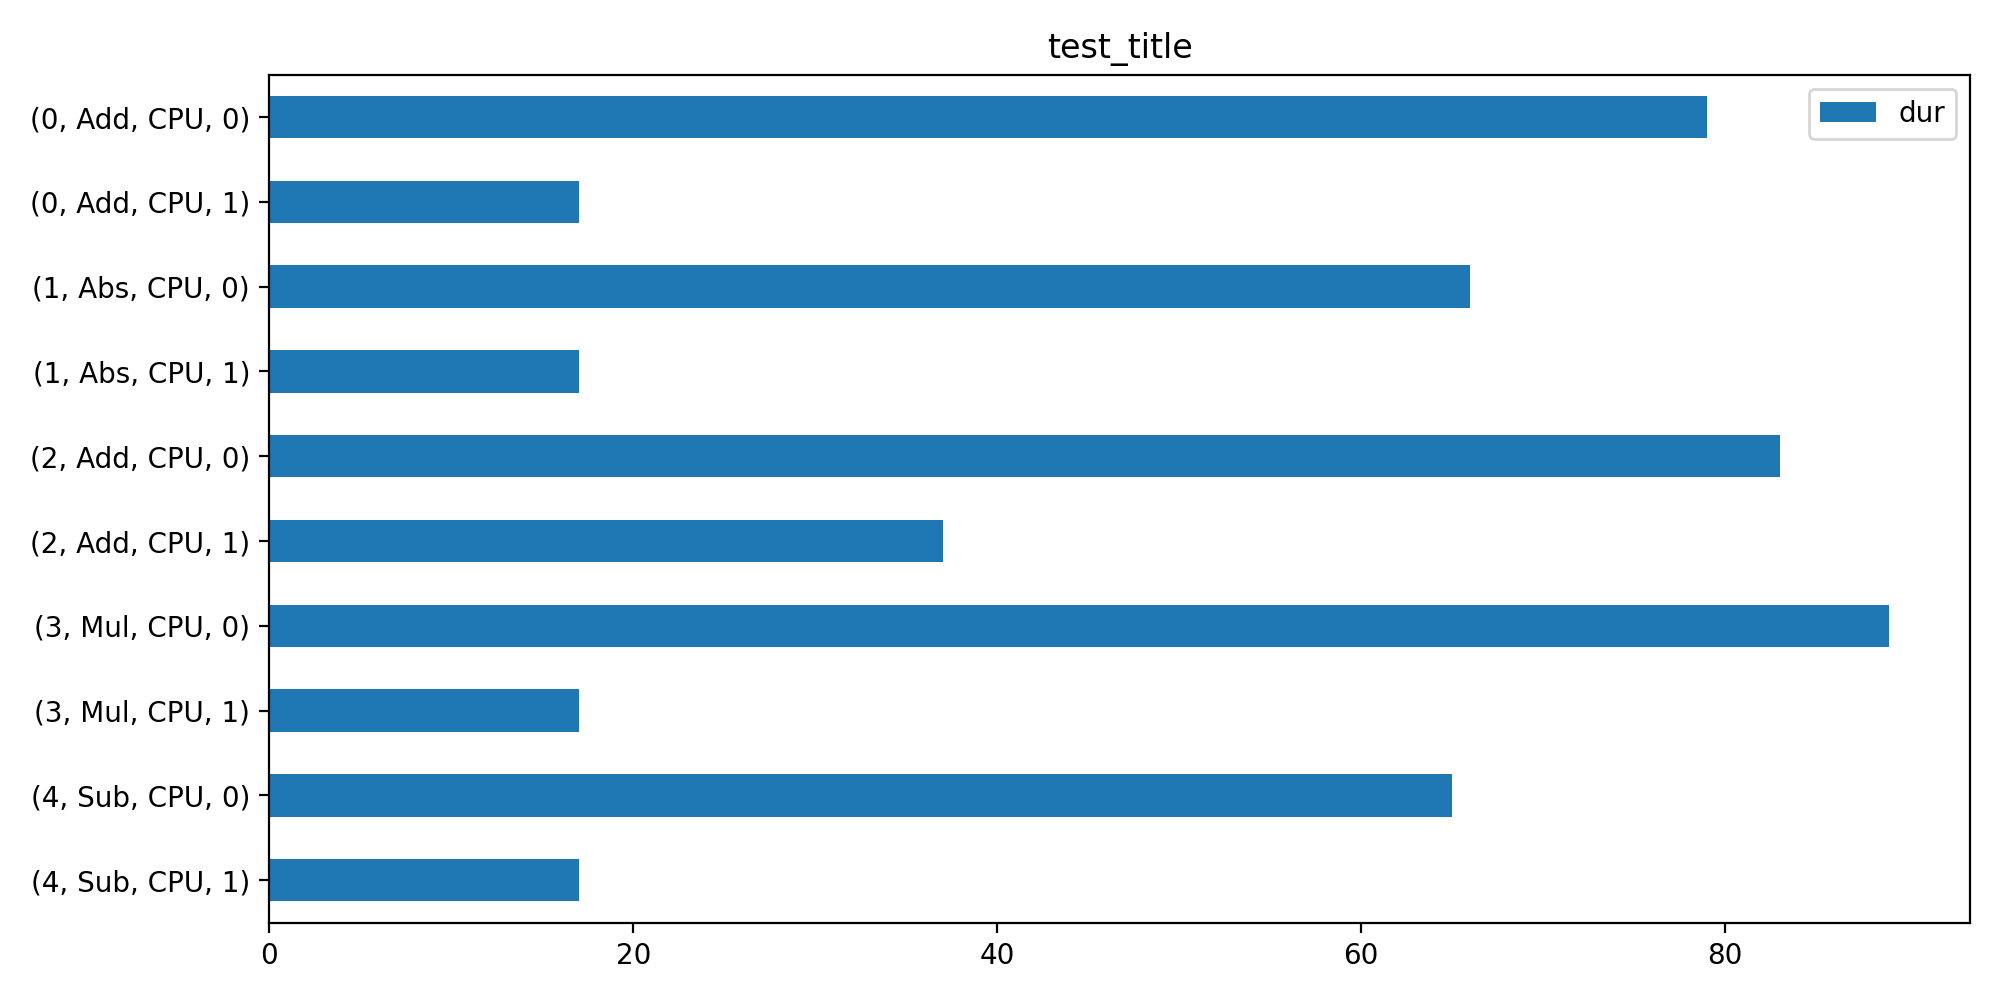 test_title
dur
(0, Add, CPU, 0)
(0, Add, CPU, 1)
(1, Abs, CPU, 0)
(1, Abs, CPU, 1)
(2, Add, CPU, 0)
(2, Add, CPU, 1)
(3, Mul, CPU, 0)
(3, Mul, CPU, 1)
(4, Sub, CPU, 0)
(4, Sub, CPU, 1)
0 20 40 60 80